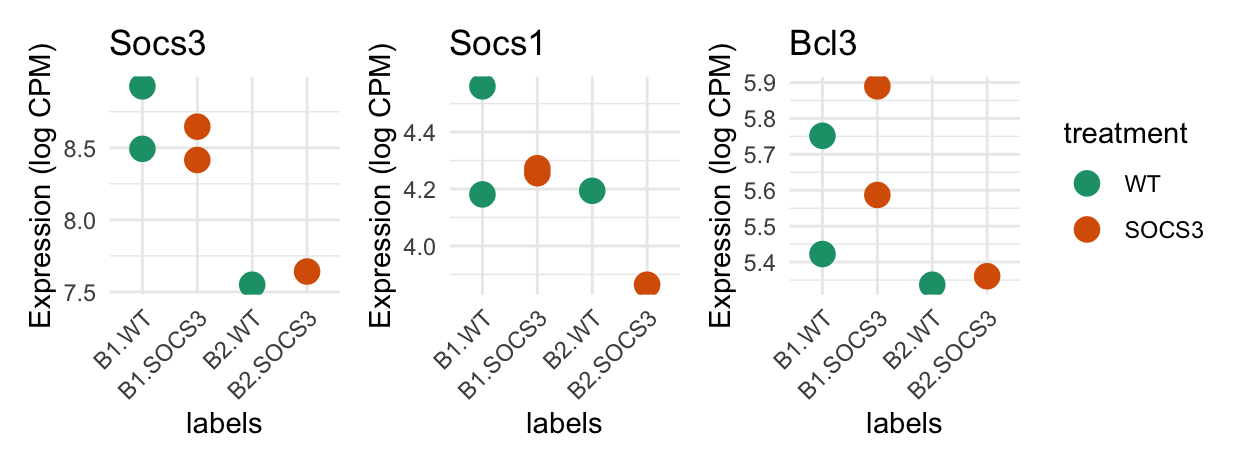 Socs3
Expression (log CPM)
8.5
8.0
7.5
B1.WT
B1.SOCS3
B2.WT
B2.SOCS3
labels
Socs1
Expression (log CPM)
4.4
4.2
4.0
B1.WT
B1.SOCS3
B2.WT
B2.SOCS3
labels
Bcl3
Expression (log CPM)
5.9
5.8
5.7
5.6
5.5
5.4
B1.WT
B1.SOCS3
B2.WT
B2.SOCS3
labels
treatment
WT
SOCS3